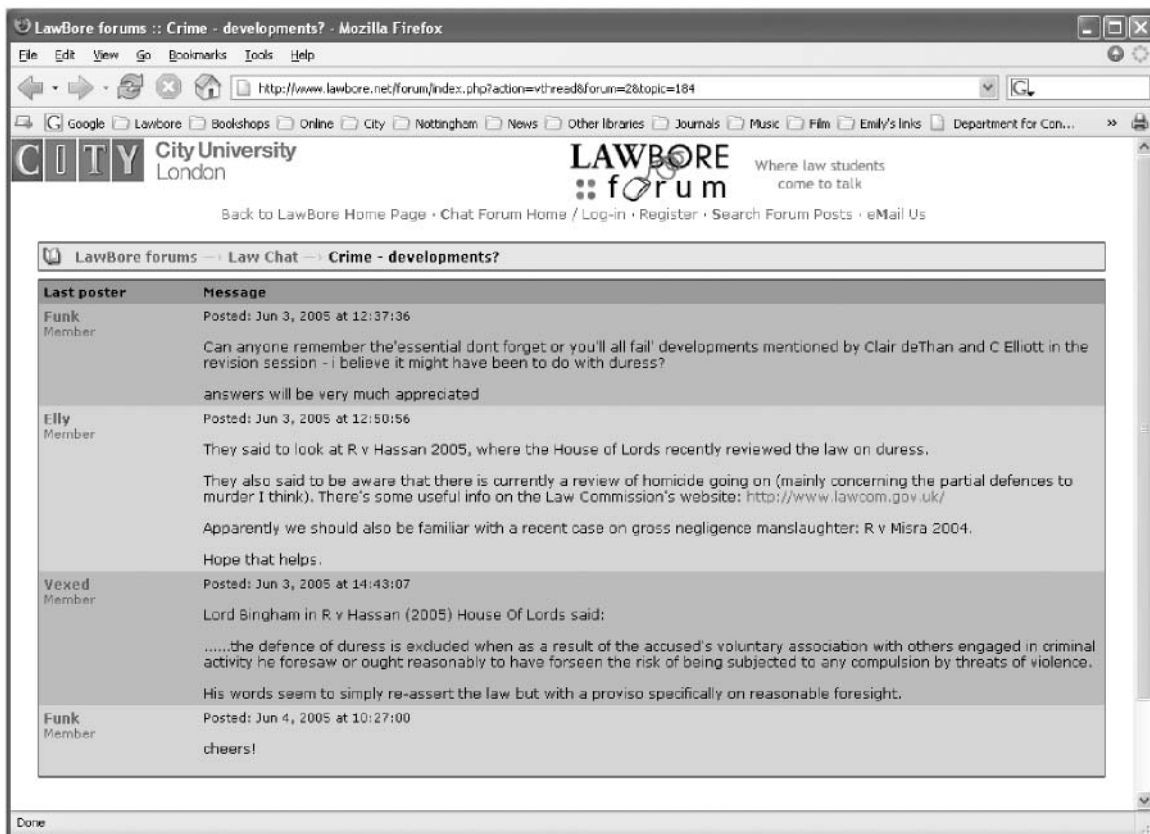 LawBore forums :: Crime - developments? - Mozilla Firefox
File Edit View Go Bookmarks Tools Help
http://www.lawbore.net/forum/index.php?action=vthread&forum=2&topic=184
G
Google Lawbore Bookshops Online City Nottingham News Other libraries Journals Music Film Emily's links Department for Con... »
CITY City University
London
LAWBORE
:: forum
Where law students
come to talk
Back to LawBore Home Page · Chat Forum Home / Log-in · Register · Search Forum Posts · eMail Us
LawBore forums → Law Chat → Crime - developments?
Last poster Message
Funk Posted: Jun 3, 2005 at 12:37:36
Member
Can anyone remember the'essential dont forget or you'll all fail' developments mentioned by Clair deThan and C Elliott in the
revision session - i believe it might have been to do with duress?
answers will be very much appreciated
Elly Posted: Jun 3, 2005 at 12:50:56
Member
They said to look at R v Hassan 2005, where the House of Lords recently reviewed the law on duress.
They also said to be aware that there is currently a review of homicide going on (mainly concerning the partial defences to
murder I think). There's some useful info on the Law Commission's website: http://www.lawcom.gov.uk/
Apparently we should also be familiar with a recent case on gross negligence manslaughter: R v Misra 2004.
Hope that helps.
Vexed Posted: Jun 3, 2005 at 14:43:07
Member
Lord Bingham in R v Hassan (2005) House Of Lords said:
......the defence of duress is excluded when as a result of the accused's voluntary association with others engaged in criminal
activity he foresaw or ought reasonably to have forseen the risk of being subjected to any compulsion by threats of violence.
His words seem to simply re-assert the law but with a proviso specifically on reasonable foresight.
Funk Posted: Jun 4, 2005 at 10:27:00
Member
cheers!
Done